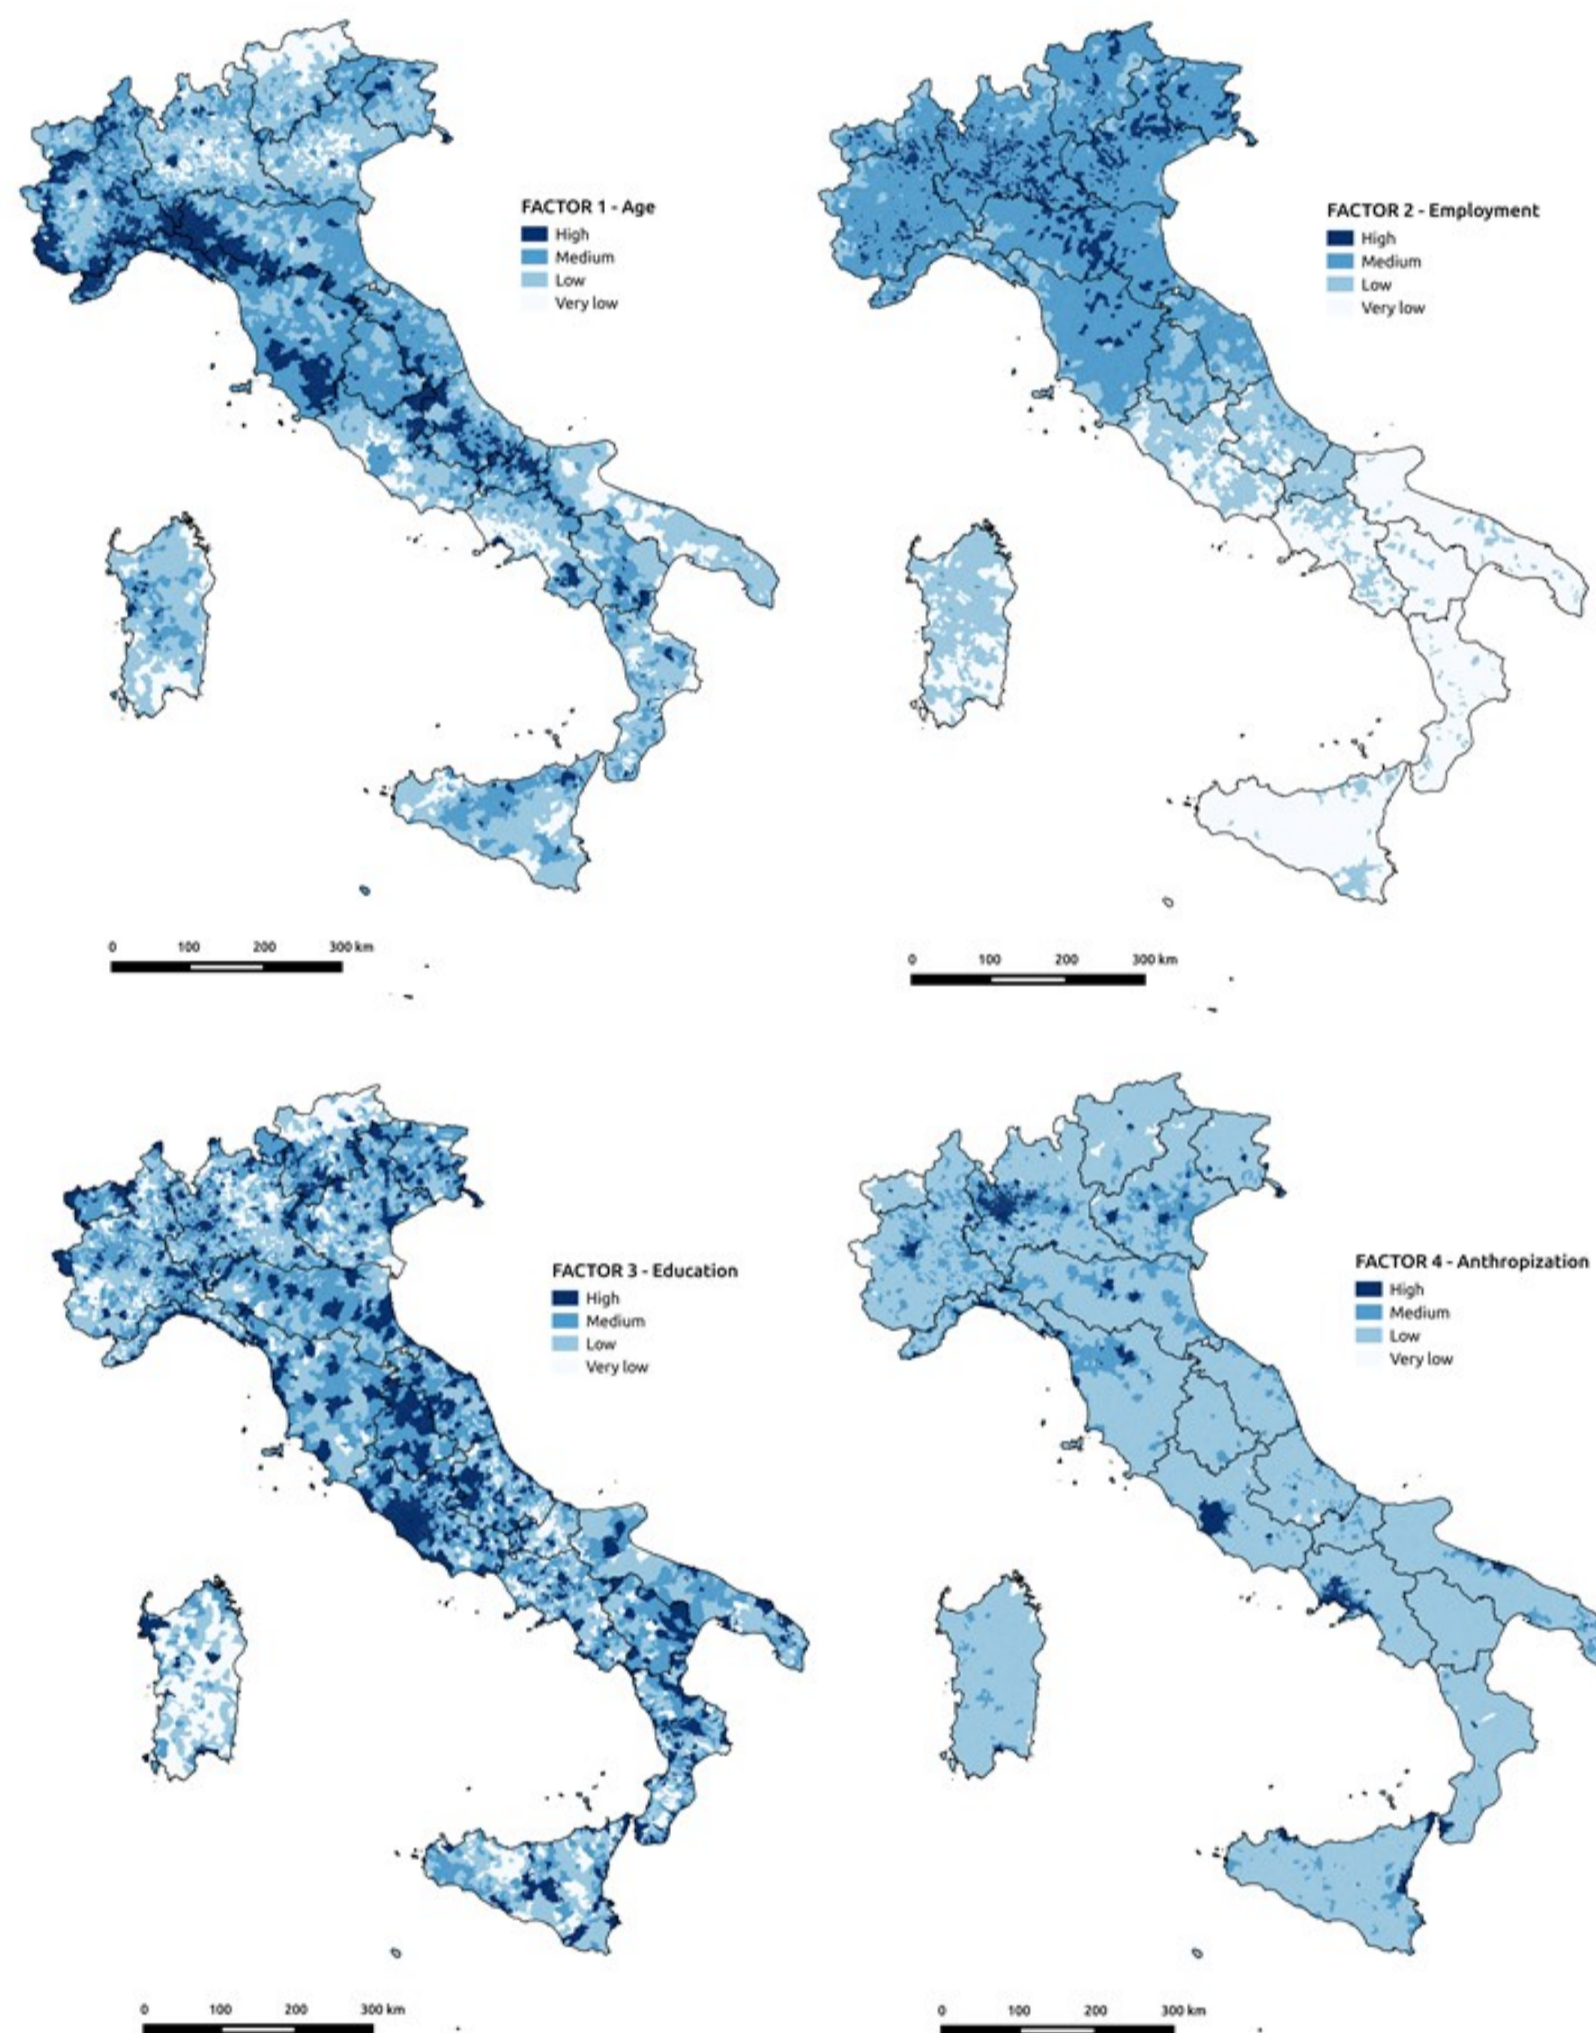 FACTOR 1 - Age
High
Medium
Low
Very low
0 100 200 300 km
FACTOR 2 - Employment
High
Medium
Low
Very low
0 100 200 300 km
FACTOR 3 - Education
High
Medium
Low
Very low
0 100 200 300 km
FACTOR 4 - Anthropization
High
Medium
Low
Very low
0 100 200 300 km